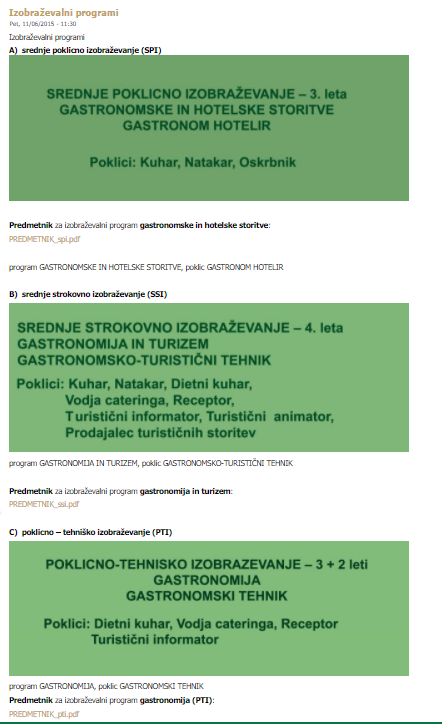 Izobraževalni programi
Pet, 11/06/2015 - 11:30
Izobraževalni programi
A) srednje poklicno izobraževanje (SPI)
SREDNJE POKLICNO IZOBRAŽEVANJE – 3. leta
GASTRONOMSKE IN HOTELSKE STORITVE
GASTRONOM HOTELIR
Poklici: Kuhar, Natakar, Oskrbnik
Predmetnik za izobraževalni program gastronomske in hotelske storitve:
PREDMETNIK_spi.pdf
program GASTRONOMSKE IN HOTELSKE STORITVE, poklic GASTRONOM HOTELIR
B) srednje strokovno izobraževanje (SSI)
SREDNJE STROKOVNO IZOBRAŽEVANJE – 4. leta
GASTRONOMIJA IN TURIZEM
GASTRONOMSKO-TURISTIČNI TEHNIK
Poklici: Kuhar, Natakar, Dietni kuhar,
Vodja cateringa, Receptor,
Turistični informator, Turistični animator,
Prodajalec turističnih storitev
program GASTRONOMIJA IN TURIZEM, poklic GASTRONOMSKO-TURISTIČNI TEHNIK
Predmetnik za izobraževalni program gastronomija in turizem:
PREDMETNIK_ssi.pdf
C) poklicno – tehniško izobraževanje (PTI)
POKLICNO-TEHNISKO IZOBRAZEVANJE – 3 + 2 leti
GASTRONOMIJA
GASTRONOMSKI TEHNIK
Poklici: Dietni kuhar, Vodja cateringa, Receptor
Turistični informator
program GASTRONOMIJA, poklic GASTRONOMSKI TEHNIK
Predmetnik za izobraževalni program gastronomija (PTI):
PREDMETNIK_pti.pdf